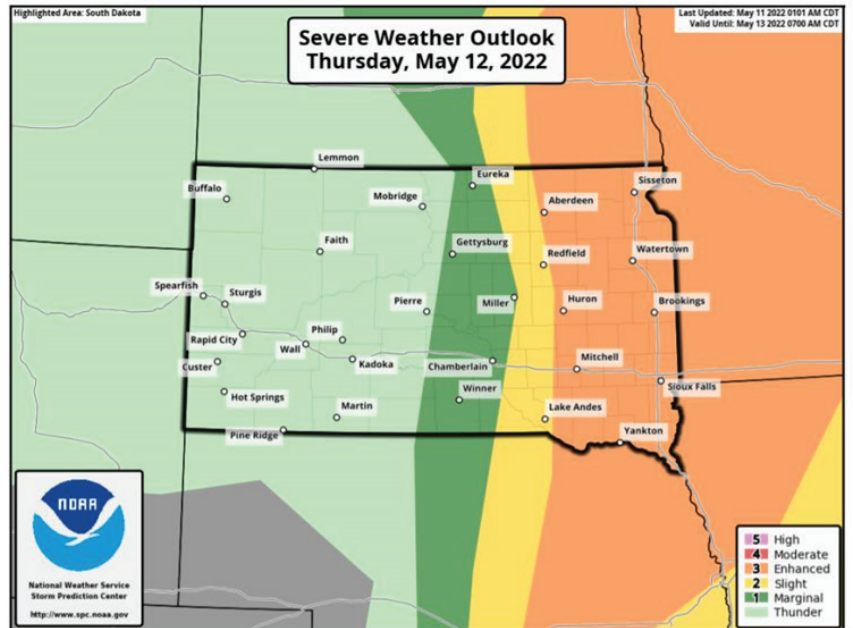 Highlighted Area: South Dakota
Last Updated: May 11 2022 0101 AM CDT
Valid Until: May 13 2022 0700 AM CDT
Severe Weather Outlook
Thursday, May 12, 2022
Lemmon
Eureka
Sisseton
Buffalo
Mobridge
Aberdeen
Faith
Gettysburg
Redfield
Watertown
Spearfish
Sturgis
Pierre
Miller
Huron
Brookings
Rapid City
Philip
Wall
Custer
Kadoka
Chamberlain
Mitchell
Sioux Falls
Hot Springs
Martin
Winner
Lake Andes
Pine Ridge
Yankton
NOAA
National Weather Service
Storm Prediction Center
http://www.spc.noaa.gov
5 High
4 Moderate
3 Enhanced
2 Slight
1 Marginal
Thunder